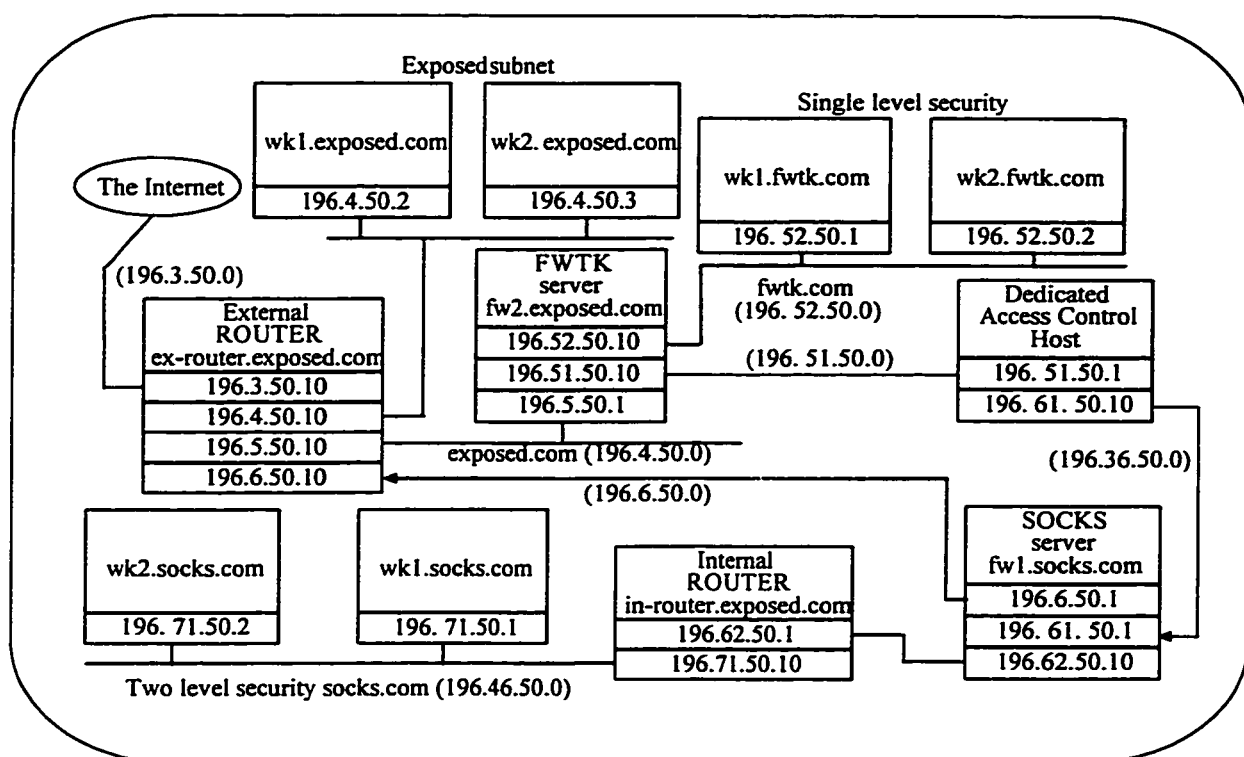 Exposed subnet
Single level security
wk1.exposed.com
196.4.50.2
wk2. exposed.com
196.4.50.3
wk1.fwtk.com
196. 52.50.1
wk2.fwtk.com
196. 52.50.2
The Internet
(196.3.50.0)
External
ROUTER
ex-router.exposed.com
196.3.50.10
196.4.50.10
196.5.50.10
196.6.50.10
FWTK
server
fw2.exposed.com
196.52.50.10
196.51.50.10
196.5.50.1
fwtk.com
(196. 52.50.0)
(196. 51.50.0)
Dedicated
Access Control
Host
196. 51.50.1
196. 61. 50.10
exposed.com (196.4.50.0)
(196.6.50.0)
(196.36.50.0)
wk2.socks.com
196. 71.50.2
wk1.socks.com
196. 71.50.1
Internal
ROUTER
in-router.exposed.com
196.62.50.1
196.71.50.10
SOCKS
server
fw1.socks.com
196.6.50.1
196. 61. 50.1
196.62.50.10
Two level security socks.com (196.46.50.0)